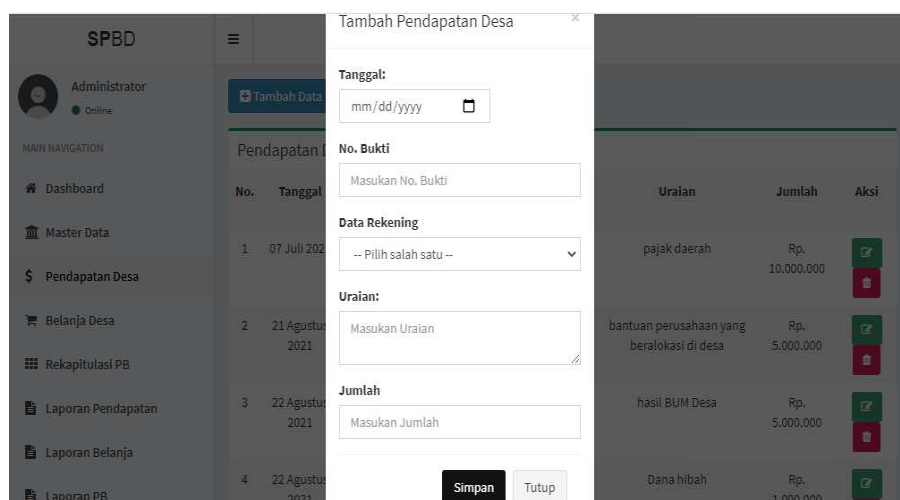 Tambah Pendapatan Desa
×
SPBD
Administrator
Online
Tambah Data
Tanggal:
mm/dd/yyyy
MAIN NAVIGATION
Pendapatan
No. Bukti
Masukan No. Bukti
Dashboard
No.
Tanggal
Uraian
Jumlah
Aksi
Data Rekening
-- Pilih salah satu --
Master Data
1
07 Juli 202
pajak daerah
Rp.
10.000.000
Pendapatan Desa
Uraian:
Masukan Uraian
Belanja Desa
2
21 Agustus
2021
bantuan perusahaan yang
beralokasi di desa
Rp.
5.000.000
Rekapitulasi PB
Jumlah
Masukan Jumlah
Laporan Pendapatan
3
22 Agustus
2021
hasil BUM Desa
Rp.
5.000.000
Laporan Belanja
4
22 Agustus
2021
Dana hibah
Rp.
1.000.000
Laporan PB
Simpan
Tutup